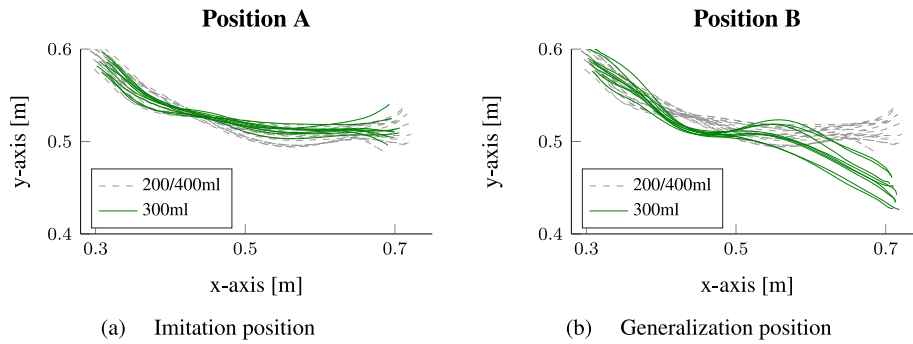 Position A
Position B
0.6
0.5
0.4
y-axis [m]
200/400ml
300ml
0.3
0.5
0.7
x-axis [m]
0.6
0.5
0.4
y-axis [m]
200/400ml
300ml
0.3
0.5
0.7
x-axis [m]
(a) Imitation position
(b) Generalization position